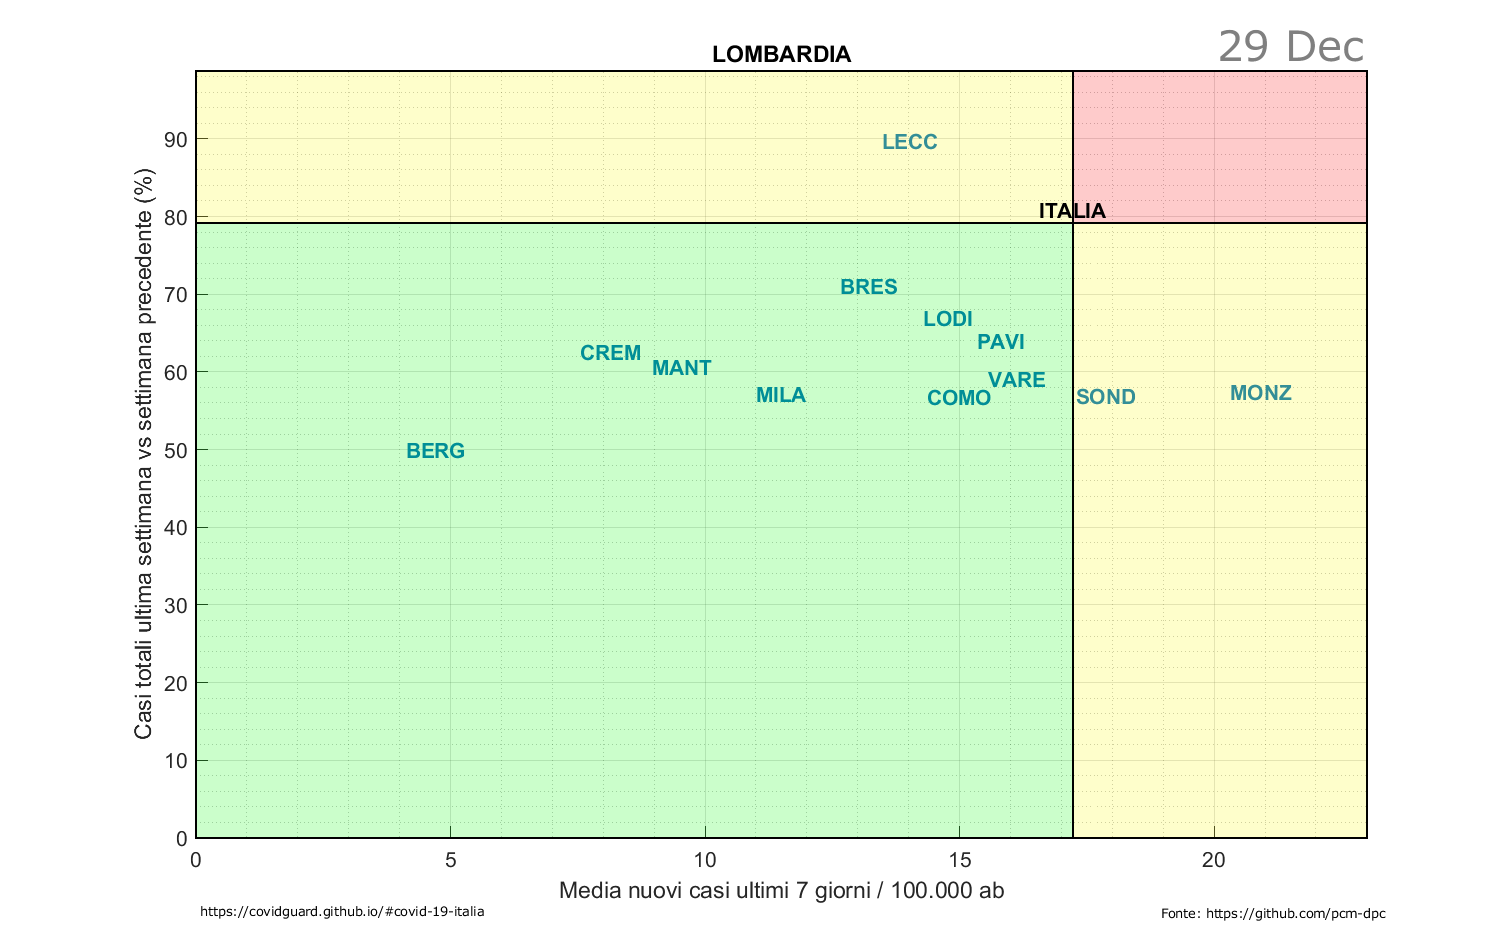 29 Dec
LOMBARDIA
Casi totali ultima settimana vs settimana precedente (%)
90
80
70
60
50
40
30
20
10
0
LECC
ITALIA
BRES
LODI
PAVI
CREM
MANT
VARE
MILA
COMO
SOND
MONZ
BERG
0 5 10 15 20
Media nuovi casi ultimi 7 giorni / 100.000 ab
https://covidguard.github.io/#covid-19-italia
Fonte: https://github.com/pcm-dpc